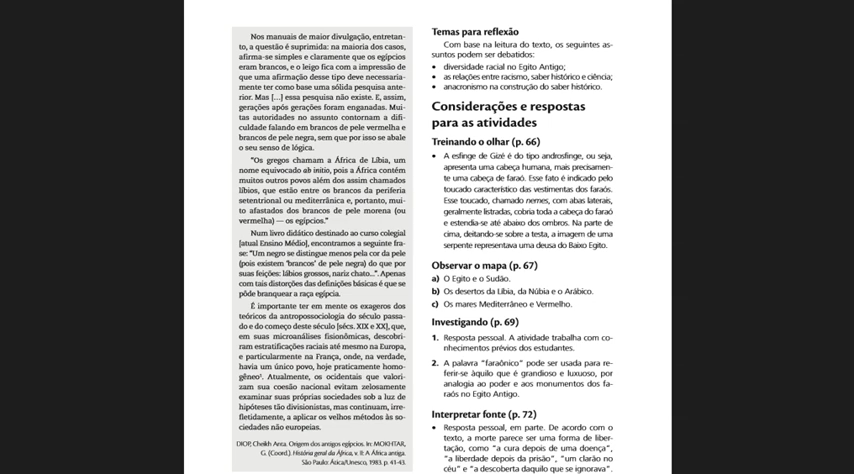 Nos manuais de maior divulgação, entretan-
to, a questão é suprimida: na maioria dos casos,
afirma-se simples e claramente que os egípcios
eram brancos, e o leigo fica com a impressão de
que uma afirmação desse tipo deve necessaria-
mente ter como base uma sólida pesquisa ante-
rior. Mas [...] essa pesquisa não existe. E, assim,
gerações após gerações foram enganadas. Mui-
tas autoridades no assunto contornam a difi-
culdade falando em brancos de pele vermelha e
brancos de pele negra, sem que por isso se abale
o seu senso de lógica.
"Os gregos chamam a África de Líbia, um
nome equivocado ab initio, pois a África contém
muitos outros povos além dos assim chamados
líbios, que estão entre os brancos da periferia
setentrional ou mediterrânica e, portanto, mui-
to afastados dos brancos de pele morena (ou
vermelha) — os egípcios."
Num livro didático destinado ao curso colegial
[atual Ensino Médio], encontramos a seguinte fra-
se: "Um negro se distingue menos pela cor da pele
(pois existem 'brancos' de pele negra) do que por
suas feições: lábios grossos, nariz chato...". Apenas
com tais distorções das definições básicas é que se
pôde branquear a raça egípcia.
É importante ter em mente os exageros dos
teóricos da antropossociologia do século passa-
do e do começo deste século [sécs. XIX e XX], que,
em suas microanálises fisionômicas, descobri-
ram estratificações raciais até mesmo na Europa,
e particularmente na França, onde, na verdade,
havia um único povo, hoje praticamente homo-
gêneo¹. Atualmente, os ocidentais que valori-
zam sua coesão nacional evitam zelosamente
examinar suas próprias sociedades sob a luz de
hipóteses tão divisionistas, mas continuam, irre-
fletidamente, a aplicar os velhos métodos às so-
ciedades não europeias.
DIOP, Cheikh Anta. Origem dos antigos egípcios. In: MOKHTAR,
G. (Coord.). História geral da África, v. II: A África antiga.
São Paulo: Ática/Unesco, 1983. p. 41-43.
Temas para reflexão
Com base na leitura do texto, os seguintes as-
suntos podem ser debatidos:
• diversidade racial no Egito Antigo;
• as relações entre racismo, saber histórico e ciência;
• anacronismo na construção do saber histórico.
Considerações e respostas
para as atividades
Treinando o olhar (p. 66)
• A esfinge de Gizé é do tipo androsfinge, ou seja,
apresenta uma cabeça humana, mais precisamen-
te uma cabeça de faraó. Esse fato é indicado pelo
toucado característico das vestimentas dos faraós.
Esse toucado, chamado nemes, com abas laterais,
geralmente listradas, cobria toda a cabeça do faraó
e estendia-se até abaixo dos ombros. Na parte de
cima, deitando-se sobre a testa, a imagem de uma
serpente representava uma deusa do Baixo Egito.
Observar o mapa (p. 67)
a) O Egito e o Sudão.
b) Os desertos da Líbia, da Núbia e o Arábico.
c) Os mares Mediterrâneo e Vermelho.
Investigando (p. 69)
1. Resposta pessoal. A atividade trabalha com co-
nhecimentos prévios dos estudantes.
2. A palavra "faraônico" pode ser usada para re-
ferir-se àquilo que é grandioso e luxuoso, por
analogia ao poder e aos monumentos dos fa-
raós no Egito Antigo.
Interpretar fonte (p. 72)
• Resposta pessoal, em parte. De acordo com o
texto, a morte parece ser uma forma de liber-
tação, como "a cura depois de uma doença",
"a liberdade depois da prisão", "um clarão no
céu" e "a descoberta daquilo que se ignorava".